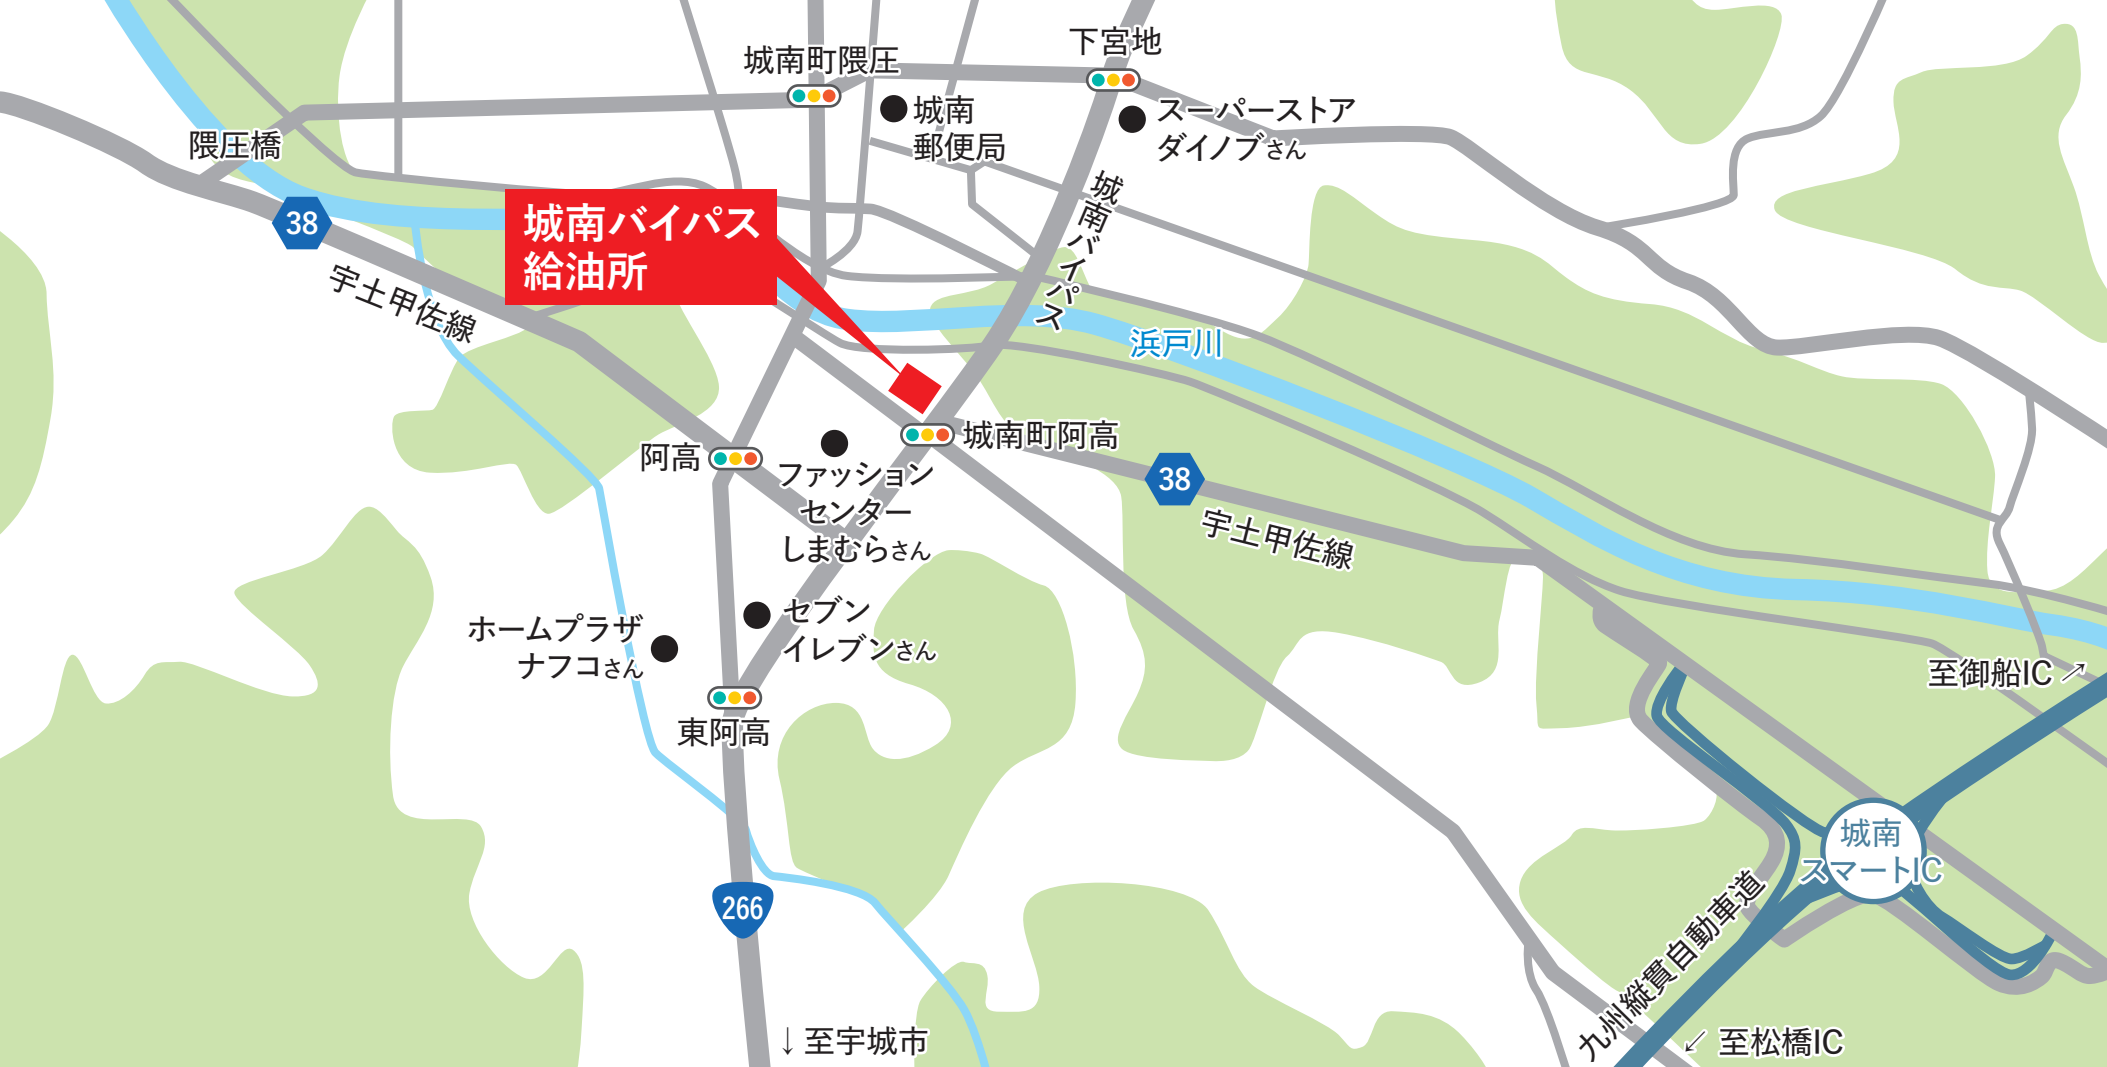 下宮地
城南町隈圧
城南
郵便局
スーパーストア
ダイノブさん
隈圧橋
城南バイパス
38
城南バイパス
給油所
宇土甲佐線
浜戸川
城南町阿高
阿高
ファッション
センター
しまむらさん
38
宇土甲佐線
セブン
イレブンさん
ホームプラザ
ナフコさん
東阿高
至御船IC↗
城南
スマートIC
266
九州縦貫自動車道
↓至宇城市
↙至松橋IC